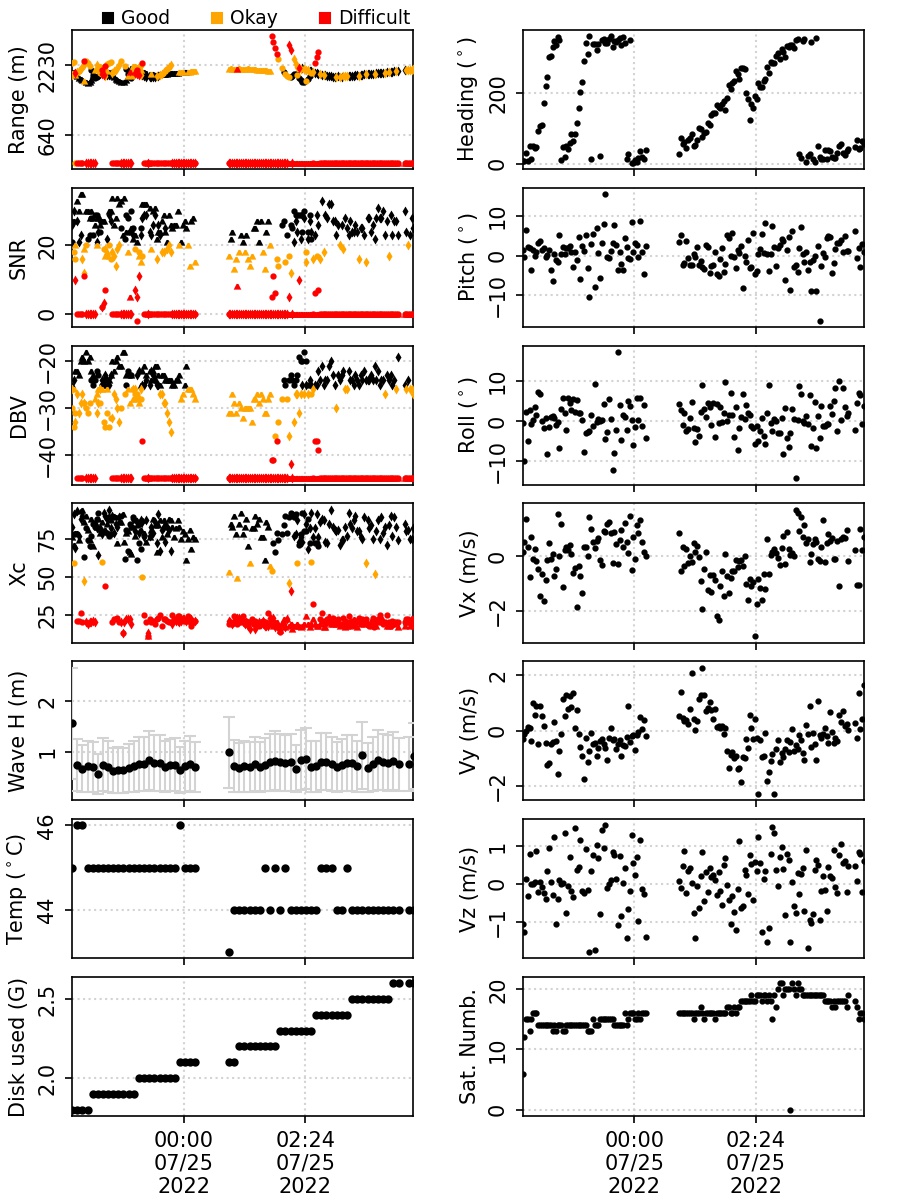 Good Okay Difficult
Range (m)
2230
640
Heading (°)
200
0
SNR
20
0
Pitch (°)
10
0
−10
DBV
−20
−30
−40
Roll (°)
10
0
−10
Xc
75
50
25
Vx (m/s)
0
−2
Wave H (m)
2
1
Vy (m/s)
2
0
−2
Temp (°C)
46
44
Vz (m/s)
1
0
−1
Disk used (G)
2.5
2.0
Sat. Numb.
20
10
0
00:00 02:24 00:00 02:24
07/25 07/25 07/25 07/25
2022 2022 2022 2022